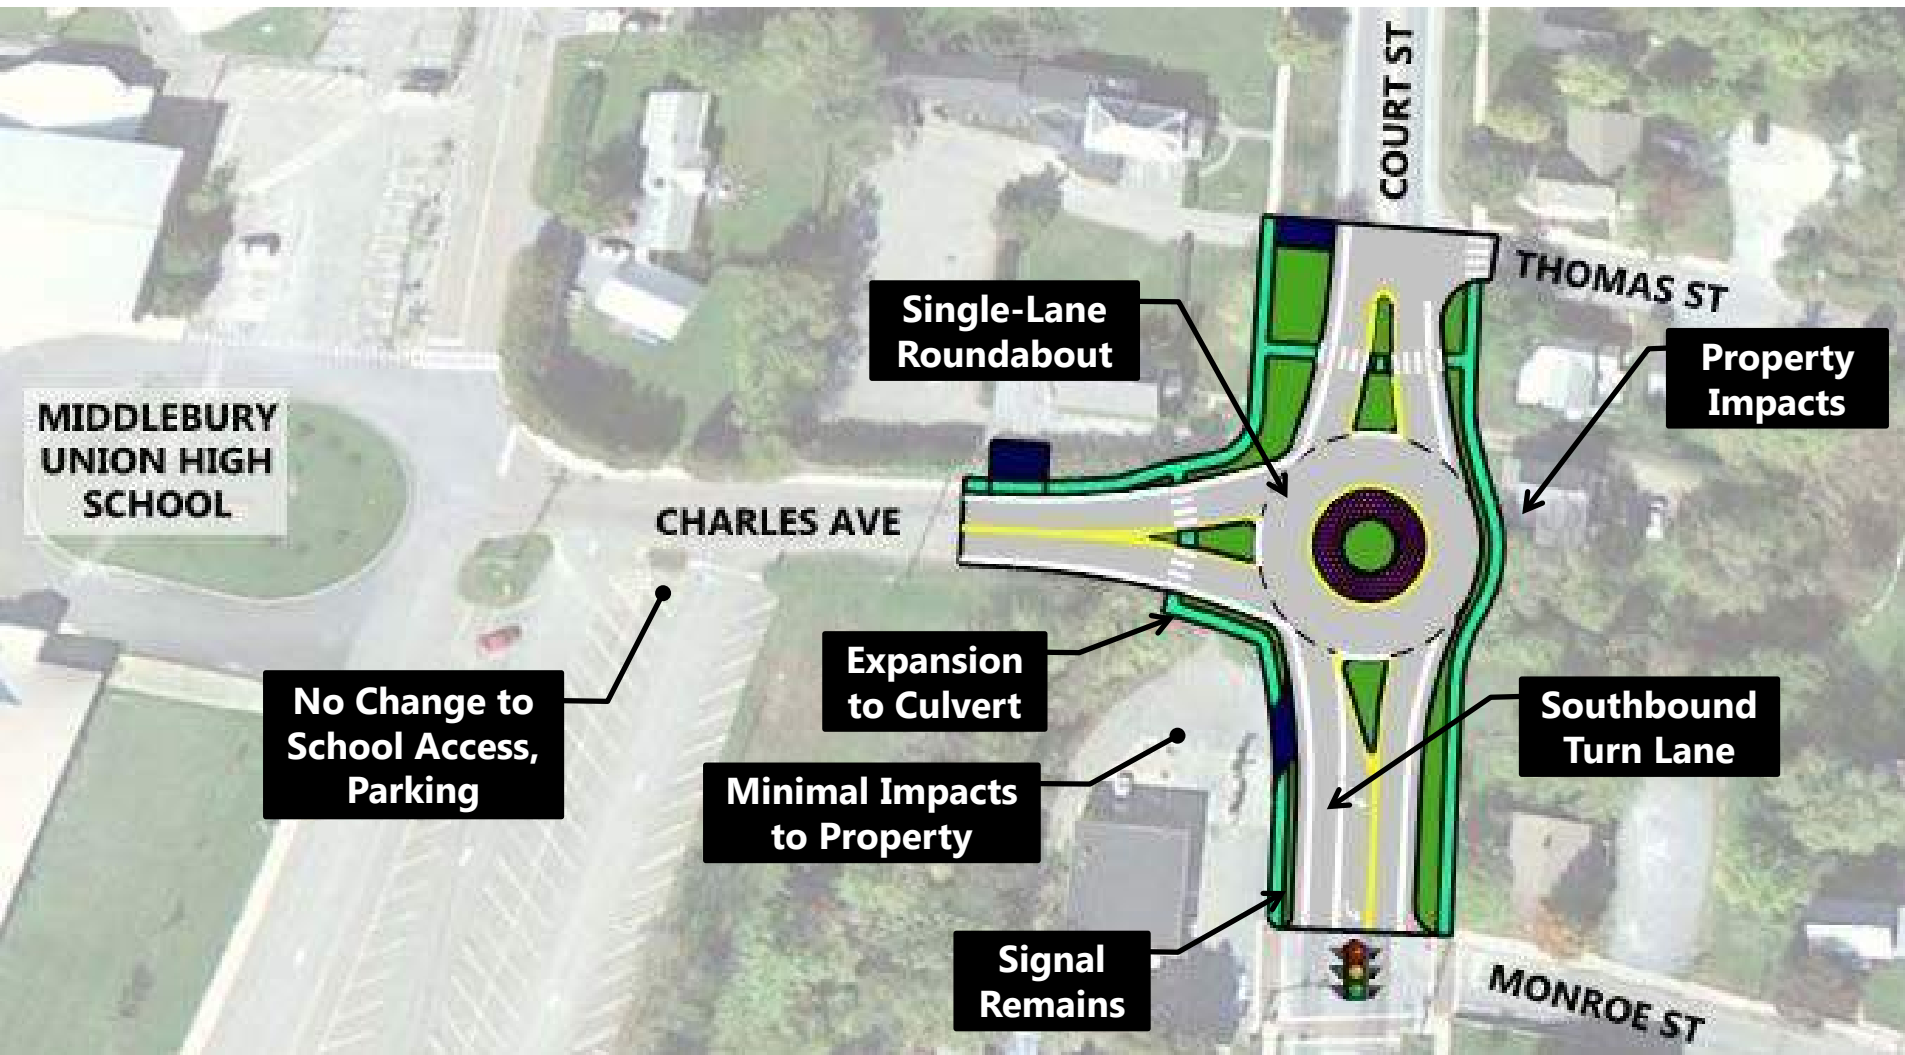 COURT ST
THOMAS ST
Single-Lane
Roundabout
Property
Impacts
MIDDLEBURY
UNION HIGH
SCHOOL
CHARLES AVE
Expansion
to Culvert
No Change to
School Access,
Parking
Southbound
Turn Lane
Minimal Impacts
to Property
Signal
Remains
MONROE ST